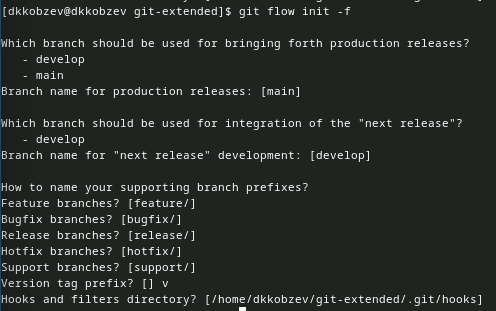 [dkkobzev@dkkobzev git-extended]$ git flow init -f
Which branch should be used for bringing forth production releases?
- develop
- main
Branch name for production releases: [main]
Which branch should be used for integration of the "next release"?
- develop
Branch name for "next release" development: [develop]
How to name your supporting branch prefixes?
Feature branches? [feature/]
Bugfix branches? [bugfix/]
Release branches? [release/]
Hotfix branches? [hotfix/]
Support branches? [support/]
Version tag prefix? [] v
Hooks and filters directory? [/home/dkkobzev/git-extended/.git/hooks]